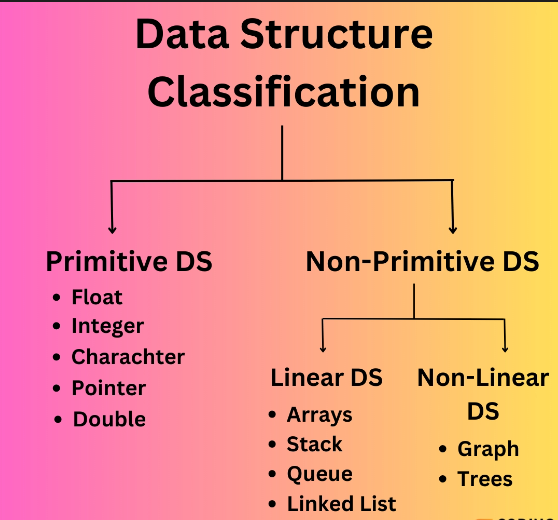 Data Structure
Classification
Primitive DS
Non-Primitive DS
• Float
• Integer
• Charachter
• Pointer
• Double
Linear DS
• Arrays
• Stack
• Queue
• Linked List
Non-Linear
DS
• Graph
• Trees